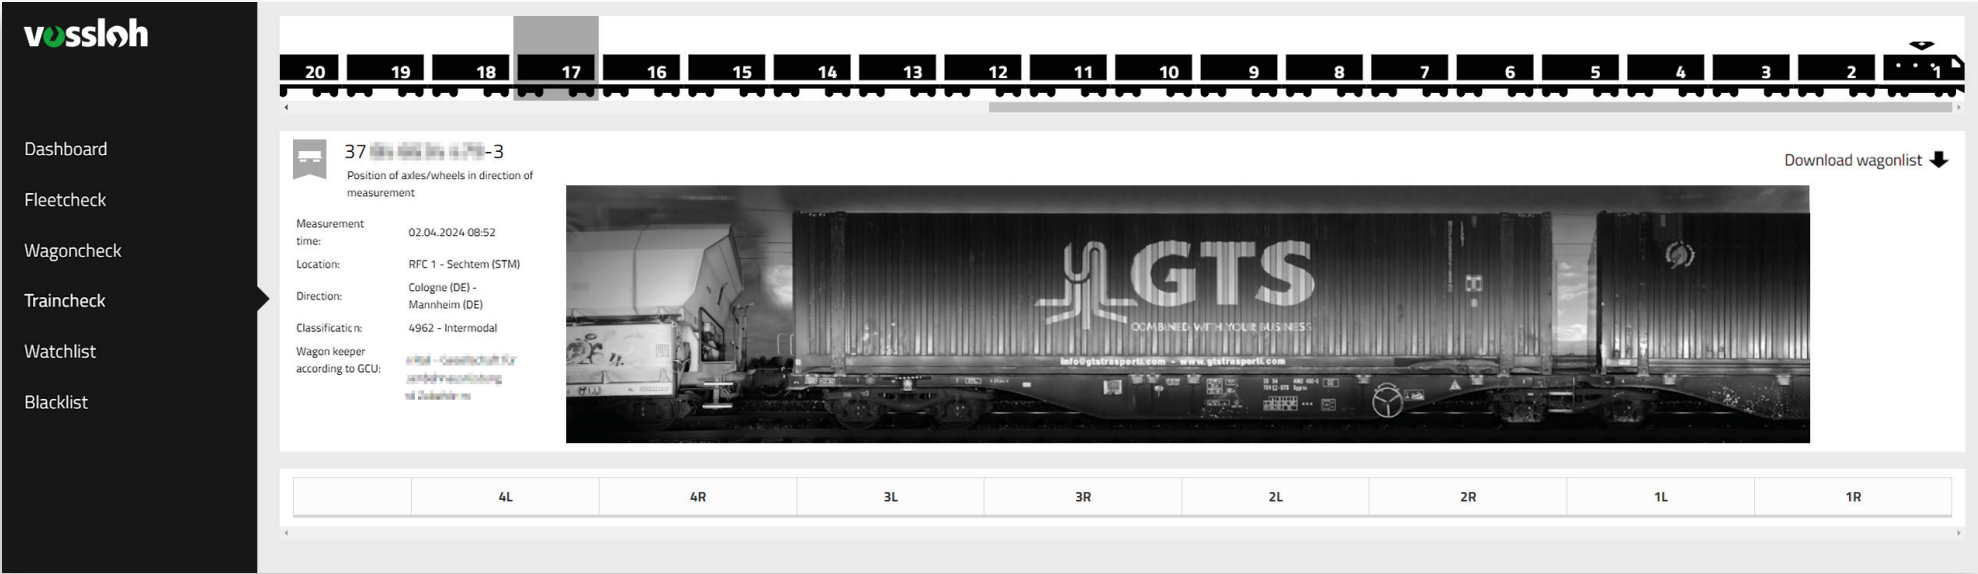 vossloh
20 19 18 17 16 15 14 13 12 11 10 9 8 7 6 5 4 3 2 1
Dashboard
Fleetcheck
Wagoncheck
Traincheck
Watchlist
Blacklist
37 -3
Position of axles/wheels in direction of
measurement
Download wagonlist
Measurement
time:
02.04.2024 08:52
Location:
RFC 1 - Sechtem (STM)
Direction:
Cologne (DE) -
Mannheim (DE)
Classification:
4962 - Intermodal
Wagon keeper
according to GCU:
GTS
COMBINED WITH YOUR BUSINESS
info@gtstrasporti.com - www.gtstrasporti.com
4L 4R 3L 3R 2L 2R 1L 1R